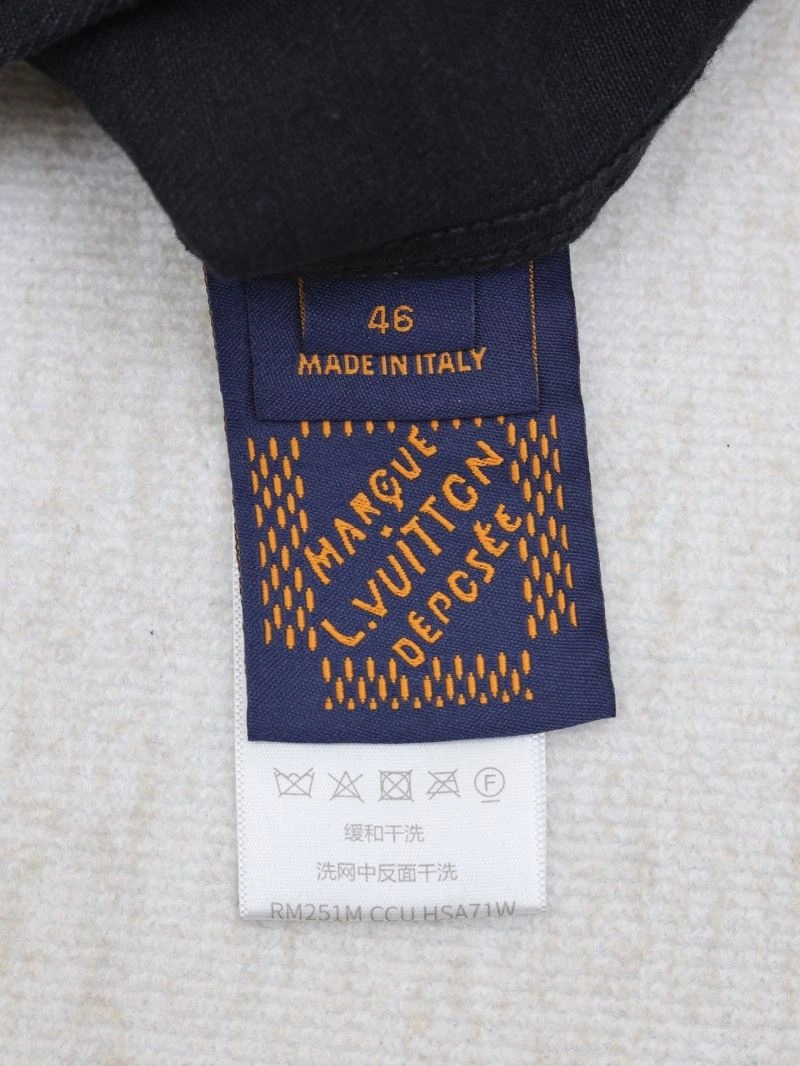 46
MADE IN ITALY
MARQUE
L.VUITTON
DÉPOSÉE
F
缓和干洗
洗网中反面干洗
RM251M CCU HSA71W